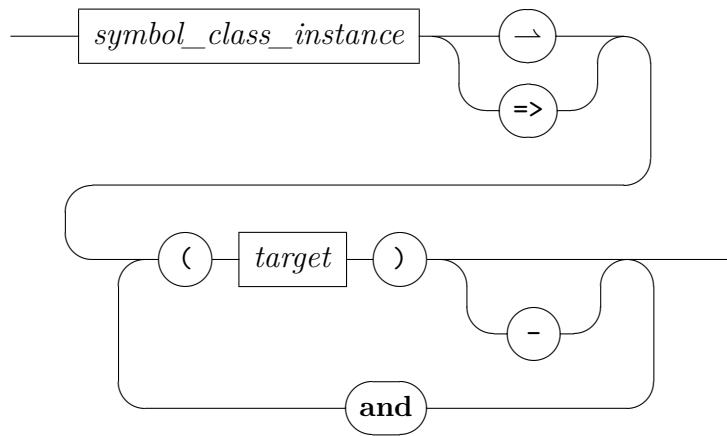 symbol_class_instance ⇀
=>
( target )
-
and